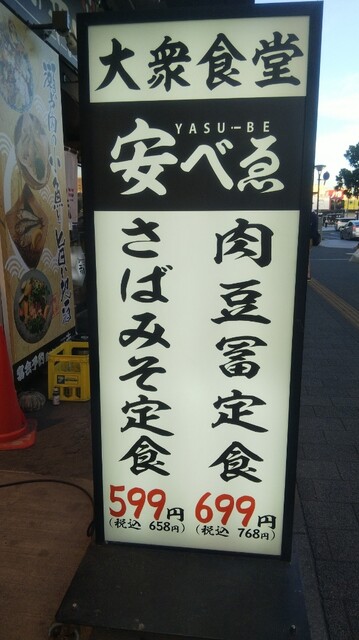 大衆食堂
YASU-BE
安べゑ
肉豆冨定食
699円
(税込 768円)
さばみそ定食
599円
(税込 658円)